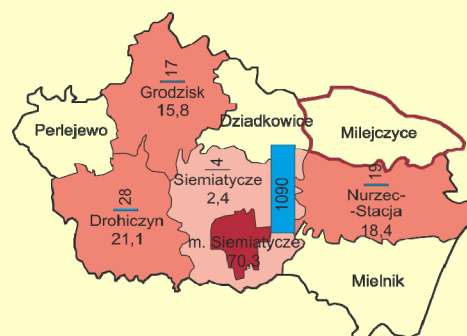 17
Grodzisk
15,8
Perlejewo
Dziadkowice
Milejczyce
4
Siemiatycze
2,4
1090
19
Nurzec-
-Stacja
18,4
28
Drohiczyn
21,1
m. Siemiatycze
70,3
Mielnik